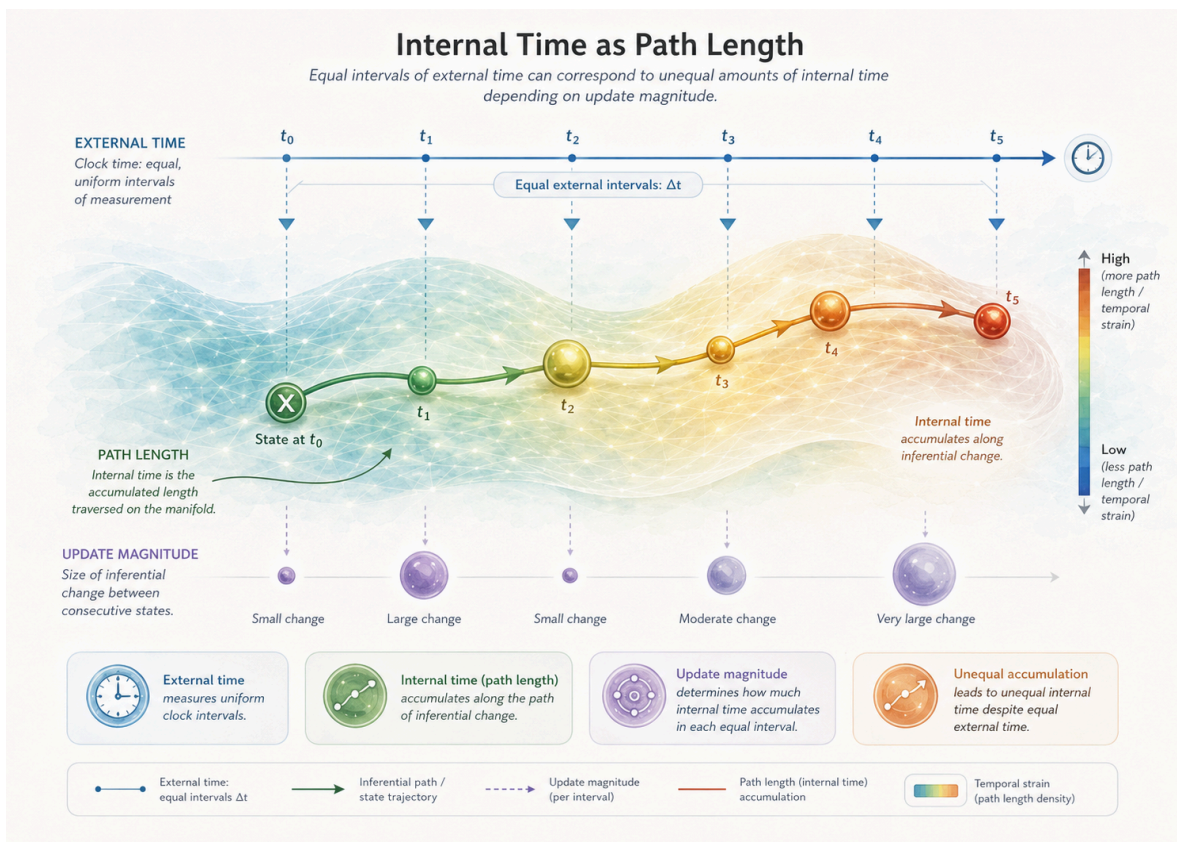 Internal Time as Path Length
Equal intervals of external time can correspond to unequal amounts of internal time
depending on update magnitude.
EXTERNAL TIME
Clock time: equal,
uniform intervals
of measurement
t₀
t₁
t₂
t₃
t₄
t₅
Equal external intervals: Δt
State at t₀
t₁
t₂
t₃
t₄
t₅
X
High
(more path
length /
temporal
strain)
Low
(less path
length /
temporal
strain)
Internal time
accumulates along
inferential change.
PATH LENGTH
Internal time is the
accumulated length
traversed on the manifold.
UPDATE MAGNITUDE
Size of inferential
change between
consecutive states.
Small change
Large change
Small change
Moderate change
Very large change
External time
measures uniform
clock intervals.
Internal time (path length)
accumulates along the path
of inferential change.
Update magnitude
determines how much
internal time accumulates
in each equal interval.
Unequal accumulation
leads to unequal internal
time despite equal
external time.
External time:
equal intervals Δt
Inferential path /
state trajectory
Update magnitude
(per interval)
Path length (internal time)
accumulation
Temporal strain
(path length density)